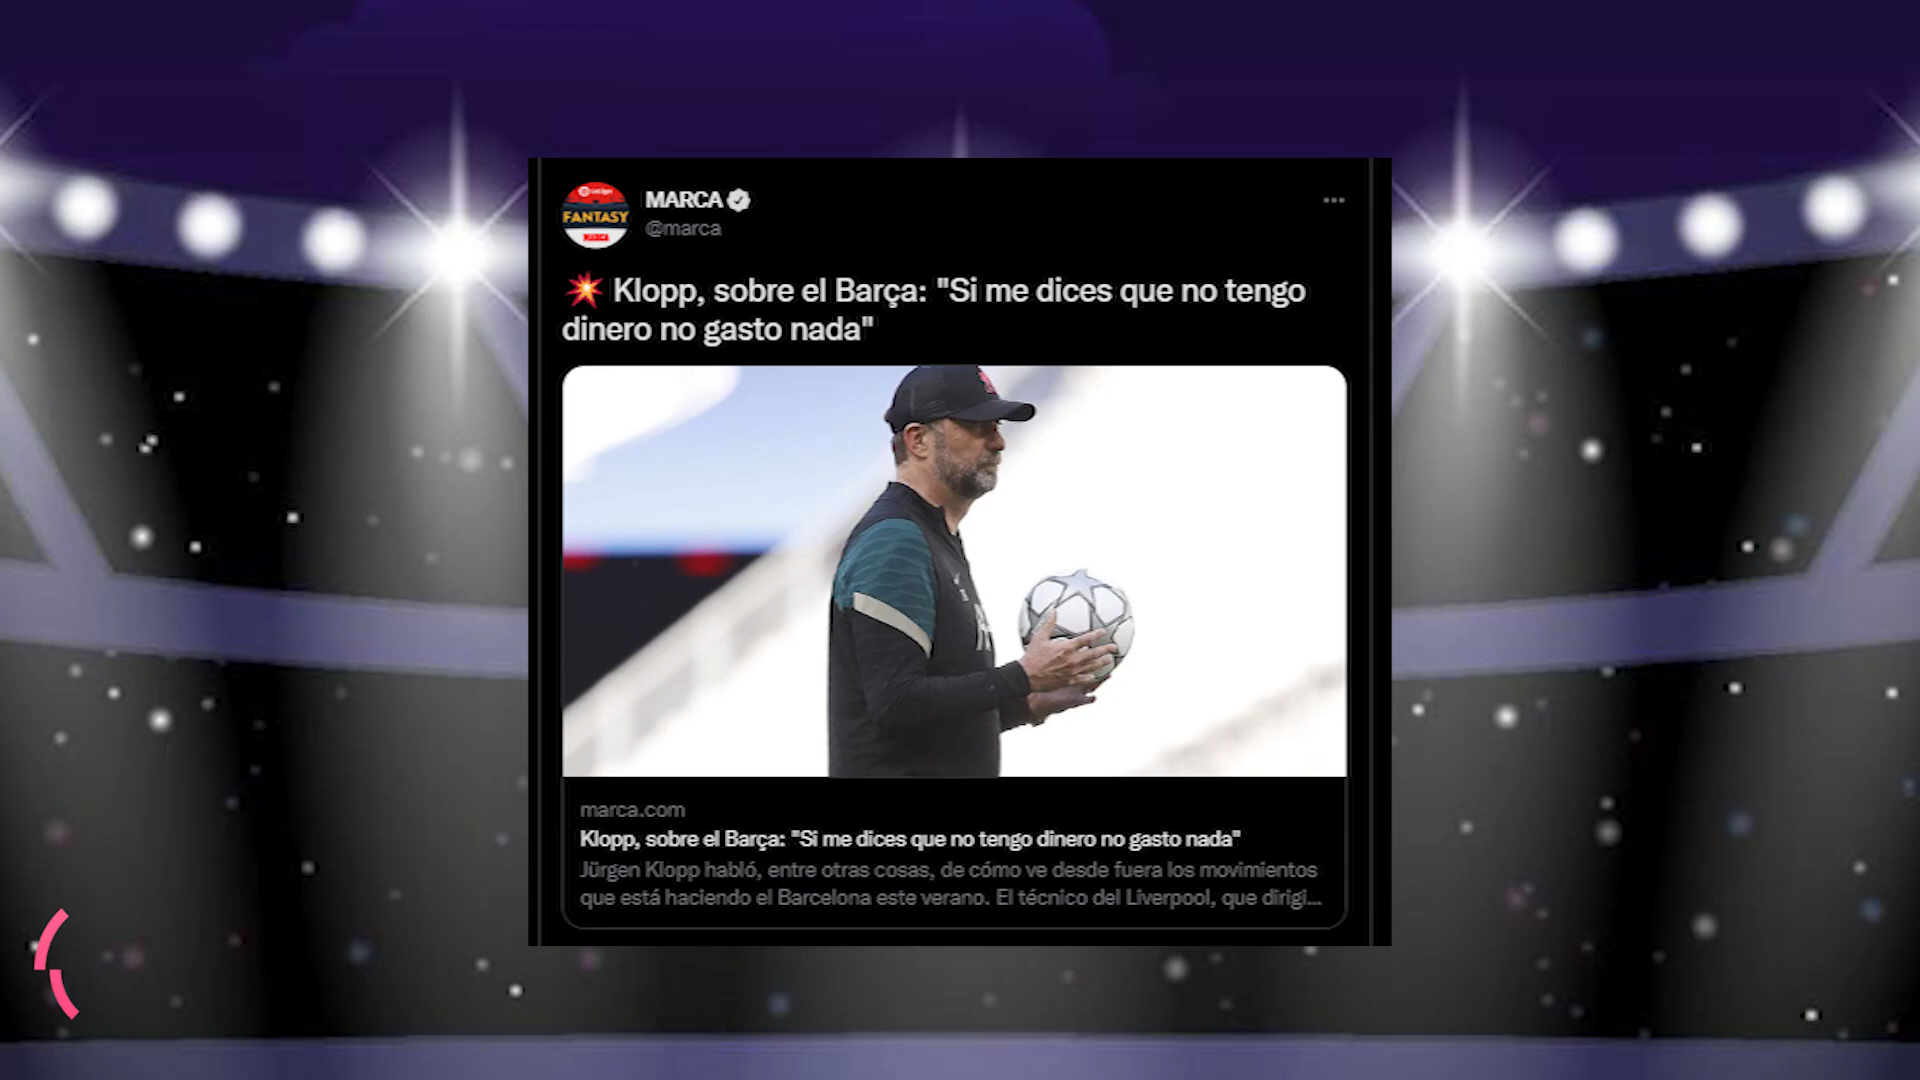 FANTASY
MARCA
MARCA
@marca
Klopp, sobre el Barça: "Si me dices que no tengo
dinero no gasto nada"
marca.com
Klopp, sobre el Barça: "Si me dices que no tengo dinero no gasto nada"
Jürgen Klopp habló, entre otras cosas, de cómo ve desde fuera los movimientos
que está haciendo el Barcelona este verano. El técnico del Liverpool, que dirigi...